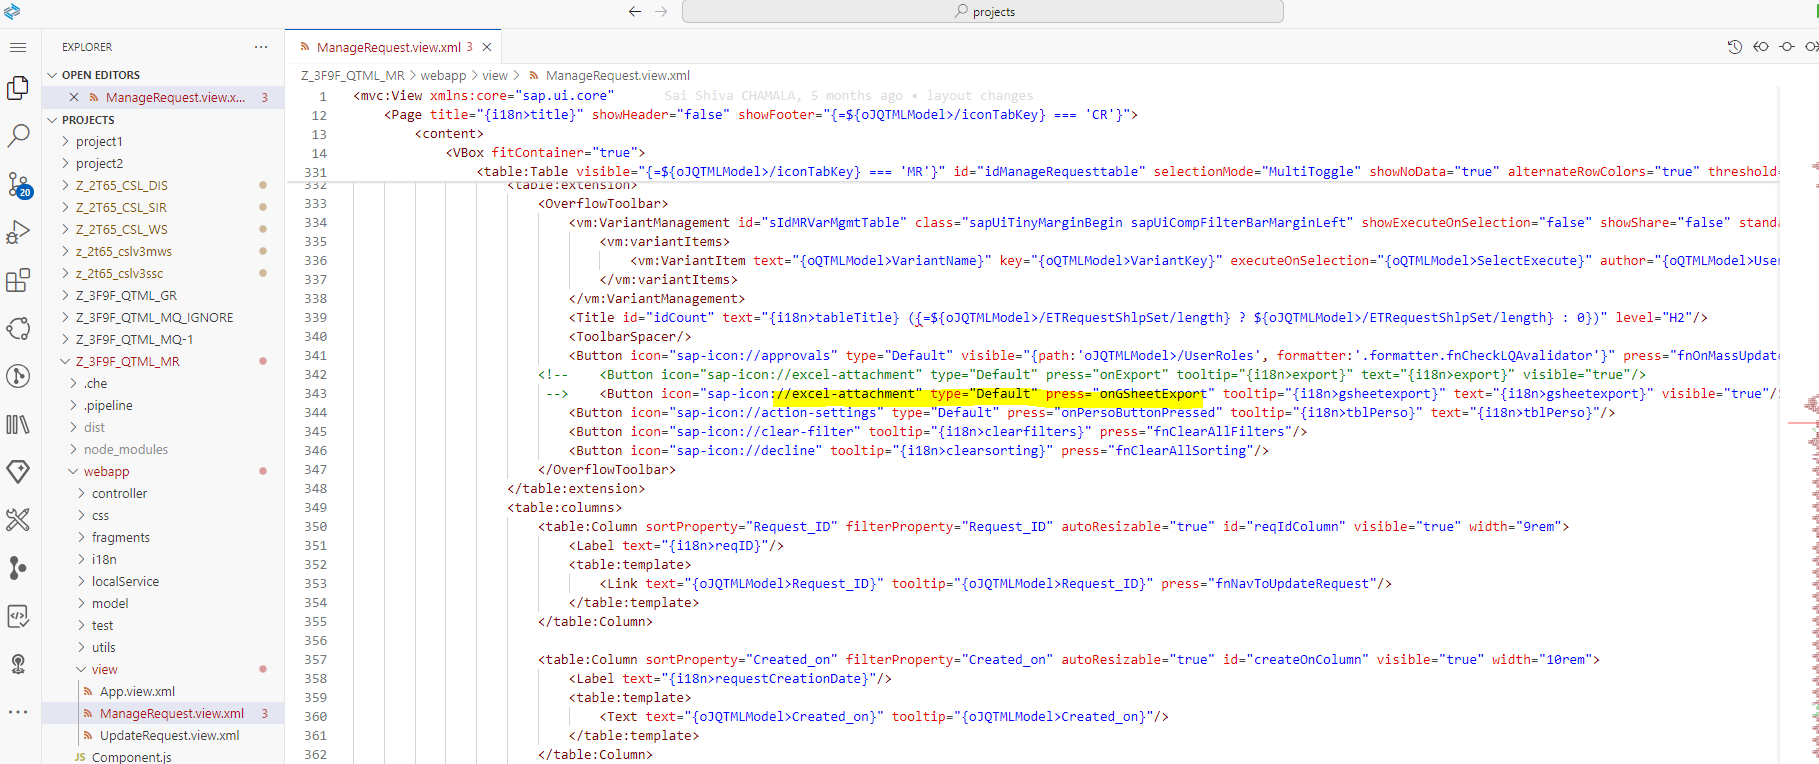 projects
EXPLORER
OPEN EDITORS
ManageRequest.view.x... 3
PROJECTS
project1
project2
Z_2T65_CSL_DIS
Z_2T65_CSL_SIR
Z_2T65_CSL_WS
z_2t65_cslv3mws
z_2t65_cslv3ssc
Z_3F9F_QTML_GR
Z_3F9F_QTML_MQ_IGNORE
Z_3F9F_QTML_MQ-1
Z_3F9F_QTML_MR
.che
.pipeline
dist
node_modules
webapp
controller
css
fragments
i18n
localService
model
test
utils
view
App.view.xml
ManageRequest.view.xml 3
UpdateRequest.view.xml
JS Component.js
20
ManageRequest.view.xml 3
Z_3F9F_QTML_MR > webapp > view > ManageRequest.view.xml
1 <mvc:View xmlns:core="sap.ui.core" Sai Shiva CHAMALA, 5 months ago • layout changes
12 <Page title="{i18n>title}" showHeader="false" showFooter="{=${oJQTMLModel>/iconTabKey} === 'CR'}">
13 <content>
14 <VBox fitContainer="true">
331 <table:Table visible="{=${oJQTMLModel>/iconTabKey} === 'MR'}" id="idManageRequesttable" selectionMode="MultiToggle" showNoData="true" alternateRowColors="true" threshold=
332 <table:extension>
333 <OverflowToolbar>
334 <vm:VariantManagement id="sIdMRVarMgmtTable" class="sapUiTinyMarginBegin sapUiCompFilterBarMarginLeft" showExecuteOnSelection="false" showShare="false" standa
335 <vm:variantItems>
336 <vm:VariantItem text="{oQTMLModel>VariantName}" key="{oQTMLModel>VariantKey}" executeOnSelection="{oQTMLModel>SelectExecute}" author="{oQTMLModel>User
337 </vm:variantItems>
338 </vm:VariantManagement>
339 <Title id="idCount" text="{i18n>tableTitle} ({=${oJQTMLModel>/ETRequestShlpSet/length} ? ${oJQTMLModel>/ETRequestShlpSet/length} : 0})" level="H2"/>
340 <ToolbarSpacer/>
341 <Button icon="sap-icon://approvals" type="Default" visible="{path:'oJQTMLModel>/UserRoles', formatter:'.formatter.fnCheckLQAvalidator'}" press="fnOnMassUpdate
342 <!-- <Button icon="sap-icon://excel-attachment" type="Default" press="onExport" tooltip="{i18n>export}" text="{i18n>export}" visible="true"/>
343 --> <Button icon="sap-icon://excel-attachment" type="Default" press="onGSheetExport" tooltip="{i18n>gsheetexport}" text="{i18n>gsheetexport}" visible="true"/>
344 <Button icon="sap-icon://action-settings" type="Default" press="onPersoButtonPressed" tooltip="{i18n>tblPerso}" text="{i18n>tblPerso}"/>
345 <Button icon="sap-icon://clear-filter" tooltip="{i18n>clearfilters}" press="fnClearAllFilters"/>
346 <Button icon="sap-icon://decline" tooltip="{i18n>clearsorting}" press="fnClearAllSorting"/>
347 </OverflowToolbar>
348 </table:extension>
349 <table:columns>
350 <table:Column sortProperty="Request_ID" filterProperty="Request_ID" autoResizable="true" id="reqIdColumn" visible="true" width="9rem">
351 <Label text="{i18n>reqID}"/>
352 <table:template>
353 <Link text="{oJQTMLModel>Request_ID}" tooltip="{oJQTMLModel>Request_ID}" press="fnNavToUpdateRequest"/>
354 </table:template>
355 </table:Column>
356
357 <table:Column sortProperty="Created_on" filterProperty="Created_on" autoResizable="true" id="createOnColumn" visible="true" width="10rem">
358 <Label text="{i18n>requestCreationDate}"/>
359 <table:template>
360 <Text text="{oJQTMLModel>Created_on}" tooltip="{oJQTMLModel>Created_on}"/>
361 </table:template>
362 </table:Column>